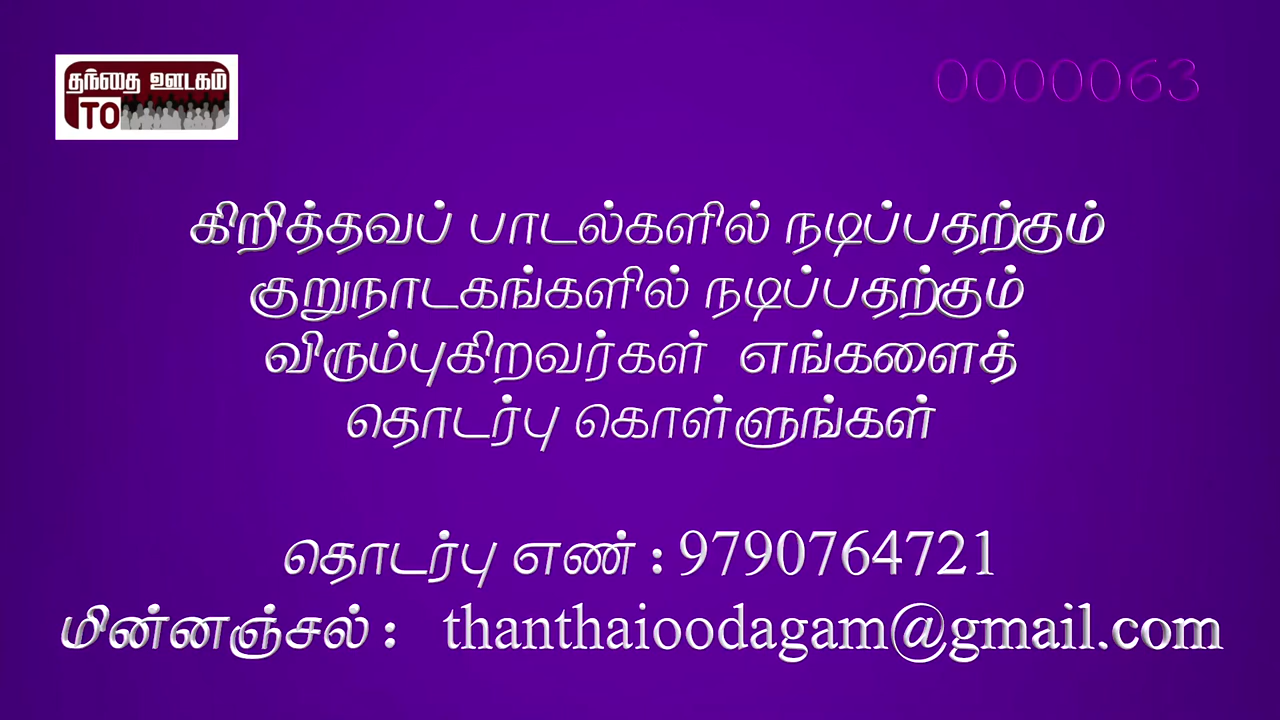 தந்தை ஊடகம்
TO
0000063
கிறித்தவப் பாடல்களில் நடிப்பதற்கும்
குறுநாடகங்களில் நடிப்பதற்கும்
விரும்புகிறவர்கள் எங்களைத்
தொடர்பு கொள்ளுங்கள்
தொடர்பு எண் : 9790764721
மின்னஞ்சல் : thanthaioodagam@gmail.com